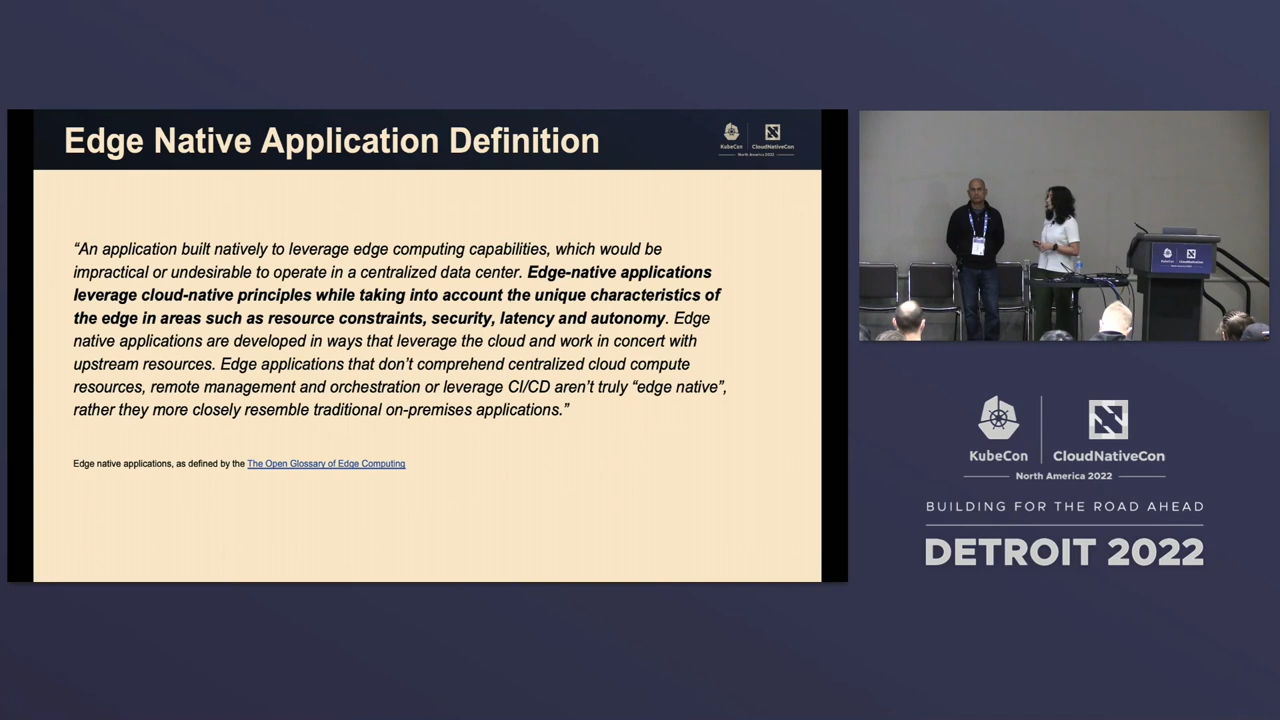 Edge Native Application Definition
KubeCon
CloudNativeCon
North America 2022
“An application built natively to leverage edge computing capabilities, which would be
impractical or undesirable to operate in a centralized data center. Edge-native applications
leverage cloud-native principles while taking into account the unique characteristics of
the edge in areas such as resource constraints, security, latency and autonomy. Edge
native applications are developed in ways that leverage the cloud and work in concert with
upstream resources. Edge applications that don’t comprehend centralized cloud compute
resources, remote management and orchestration or leverage CI/CD aren’t truly “edge native”,
rather they more closely resemble traditional on-premises applications.”
Edge native applications, as defined by the The Open Glossary of Edge Computing
KubeCon
CloudNativeCon
North America 2022
BUILDING FOR THE ROAD AHEAD
DETROIT 2022